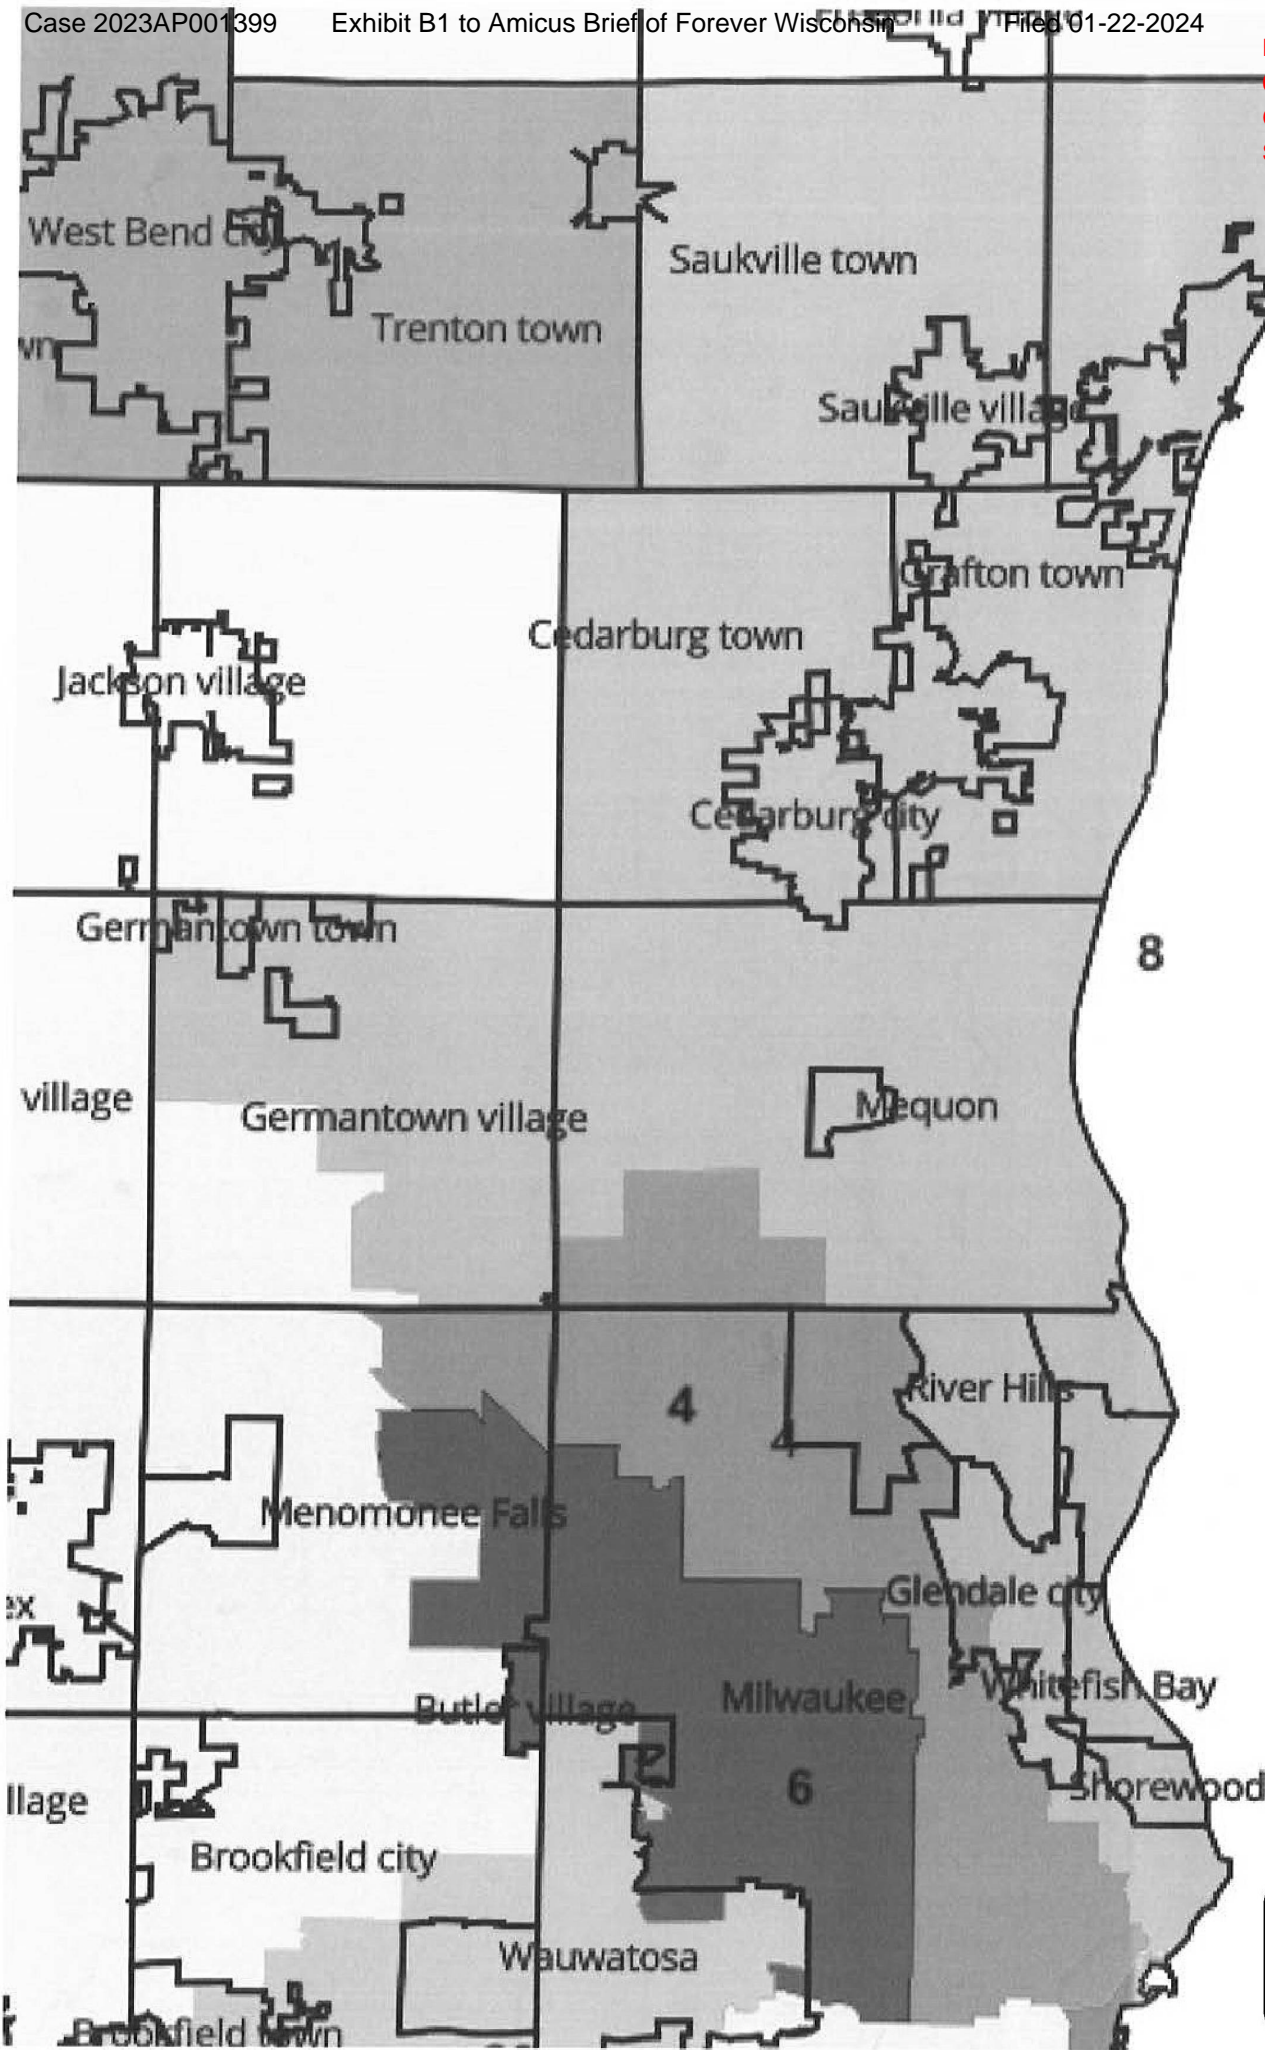 Case 2023AP001399 Exhibit B1 to Amicus Brief of Forever Wisconsin Filed 01-22-2024
West Bend city
Saukville town
Trenton town
wn
Saukville village
Grafton town
Cedarburg town
Jackson village
Cedarburg city
Germantown town
8
village
Germantown village
Mequon
River Hills
4
4
Menomonee Falls
Glendale city
ex
Whitefish Bay
Milwaukee
Butler village
6
Shorewood
llage
Brookfield city
Wauwatosa
Brookfield town